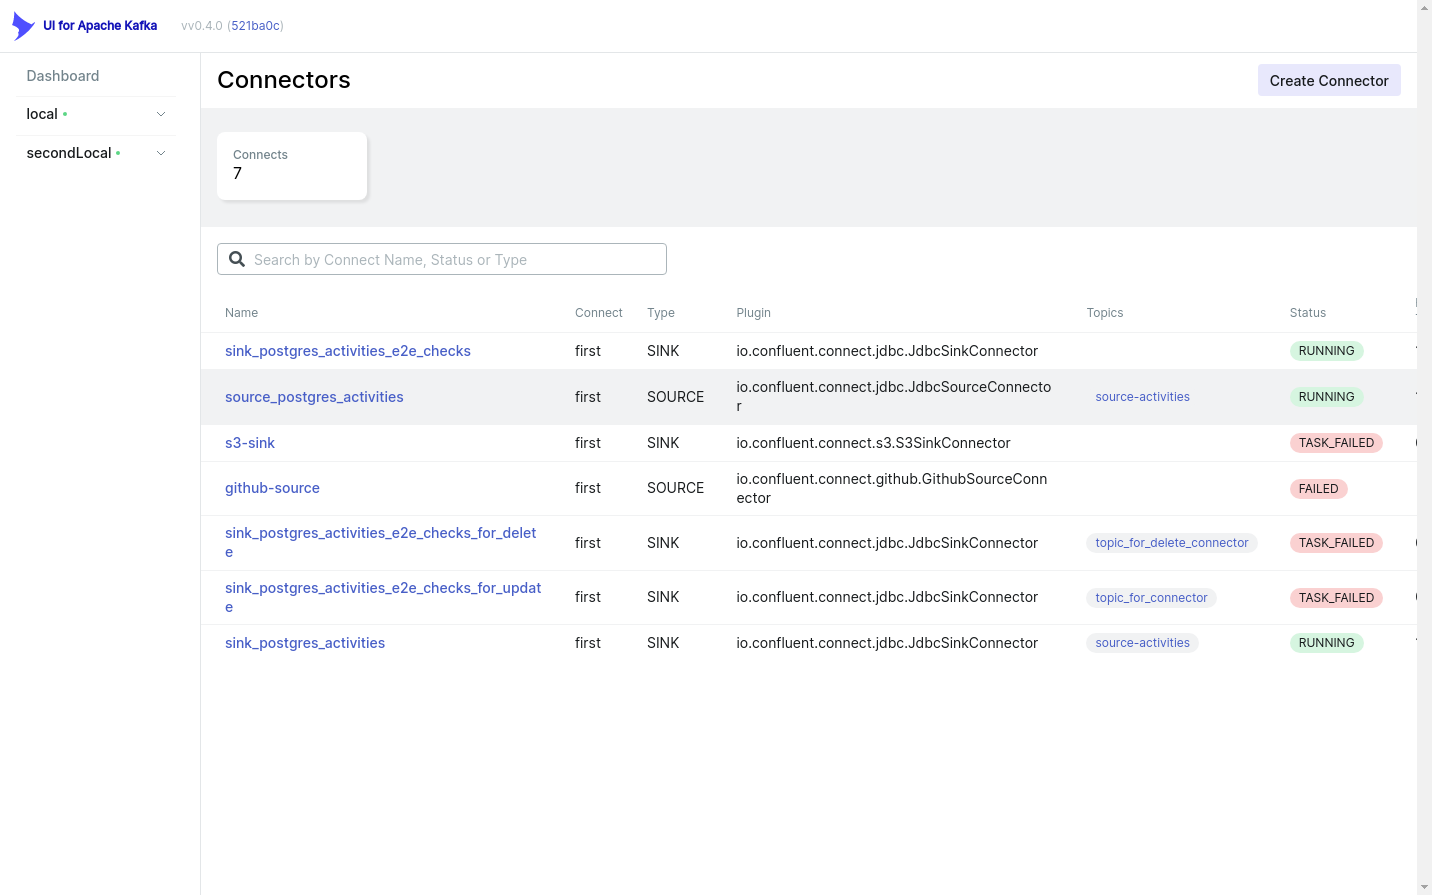 UI for Apache Kafka vv0.4.0 (521ba0c)
Dashboard
local
secondLocal
Connectors
Create Connector
Connects
7
Search by Connect Name, Status or Type
Name Connect Type Plugin Topics Status
sink_postgres_activities_e2e_checks first SINK io.confluent.connect.jdbc.JdbcSinkConnector RUNNING
source_postgres_activities first SOURCE io.confluent.connect.jdbc.JdbcSourceConnecto
r source-activities RUNNING
s3-sink first SINK io.confluent.connect.s3.S3SinkConnector TASK_FAILED
github-source first SOURCE io.confluent.connect.github.GithubSourceConn
ector FAILED
sink_postgres_activities_e2e_checks_for_delet
e first SINK io.confluent.connect.jdbc.JdbcSinkConnector topic_for_delete_connector TASK_FAILED
sink_postgres_activities_e2e_checks_for_updat
e first SINK io.confluent.connect.jdbc.JdbcSinkConnector topic_for_connector TASK_FAILED
sink_postgres_activities first SINK io.confluent.connect.jdbc.JdbcSinkConnector source-activities RUNNING